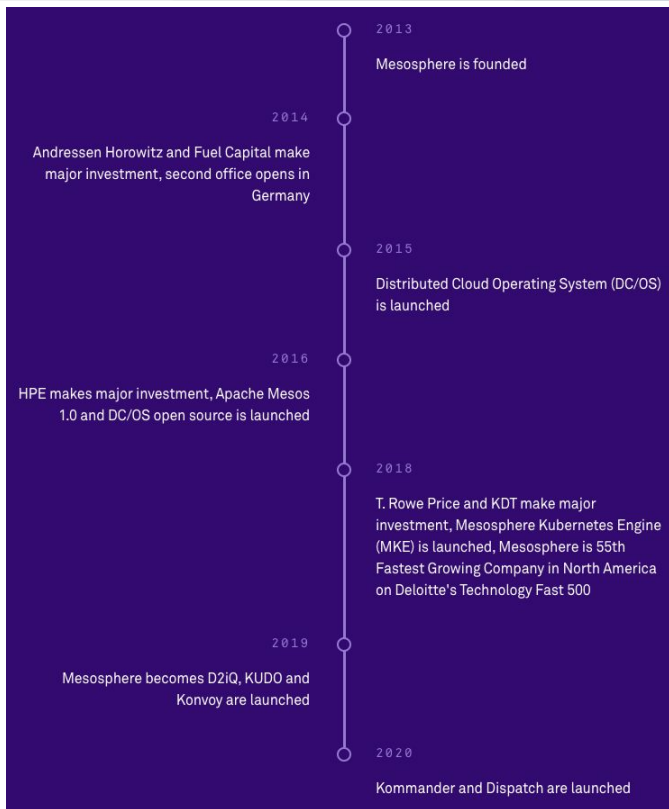 2013
Mesosphere is founded
2014
Andressen Horowitz and Fuel Capital make
major investment, second office opens in
Germany
2015
Distributed Cloud Operating System (DC/OS)
is launched
2016
HPE makes major investment, Apache Mesos
1.0 and DC/OS open source is launched
2018
T. Rowe Price and KDT make major
investment, Mesosphere Kubernetes Engine
(MKE) is launched, Mesosphere is 55th
Fastest Growing Company in North America
on Deloitte's Technology Fast 500
2019
Mesosphere becomes D2iQ, KUDO and
Konvoy are launched
2020
Kommander and Dispatch are launched